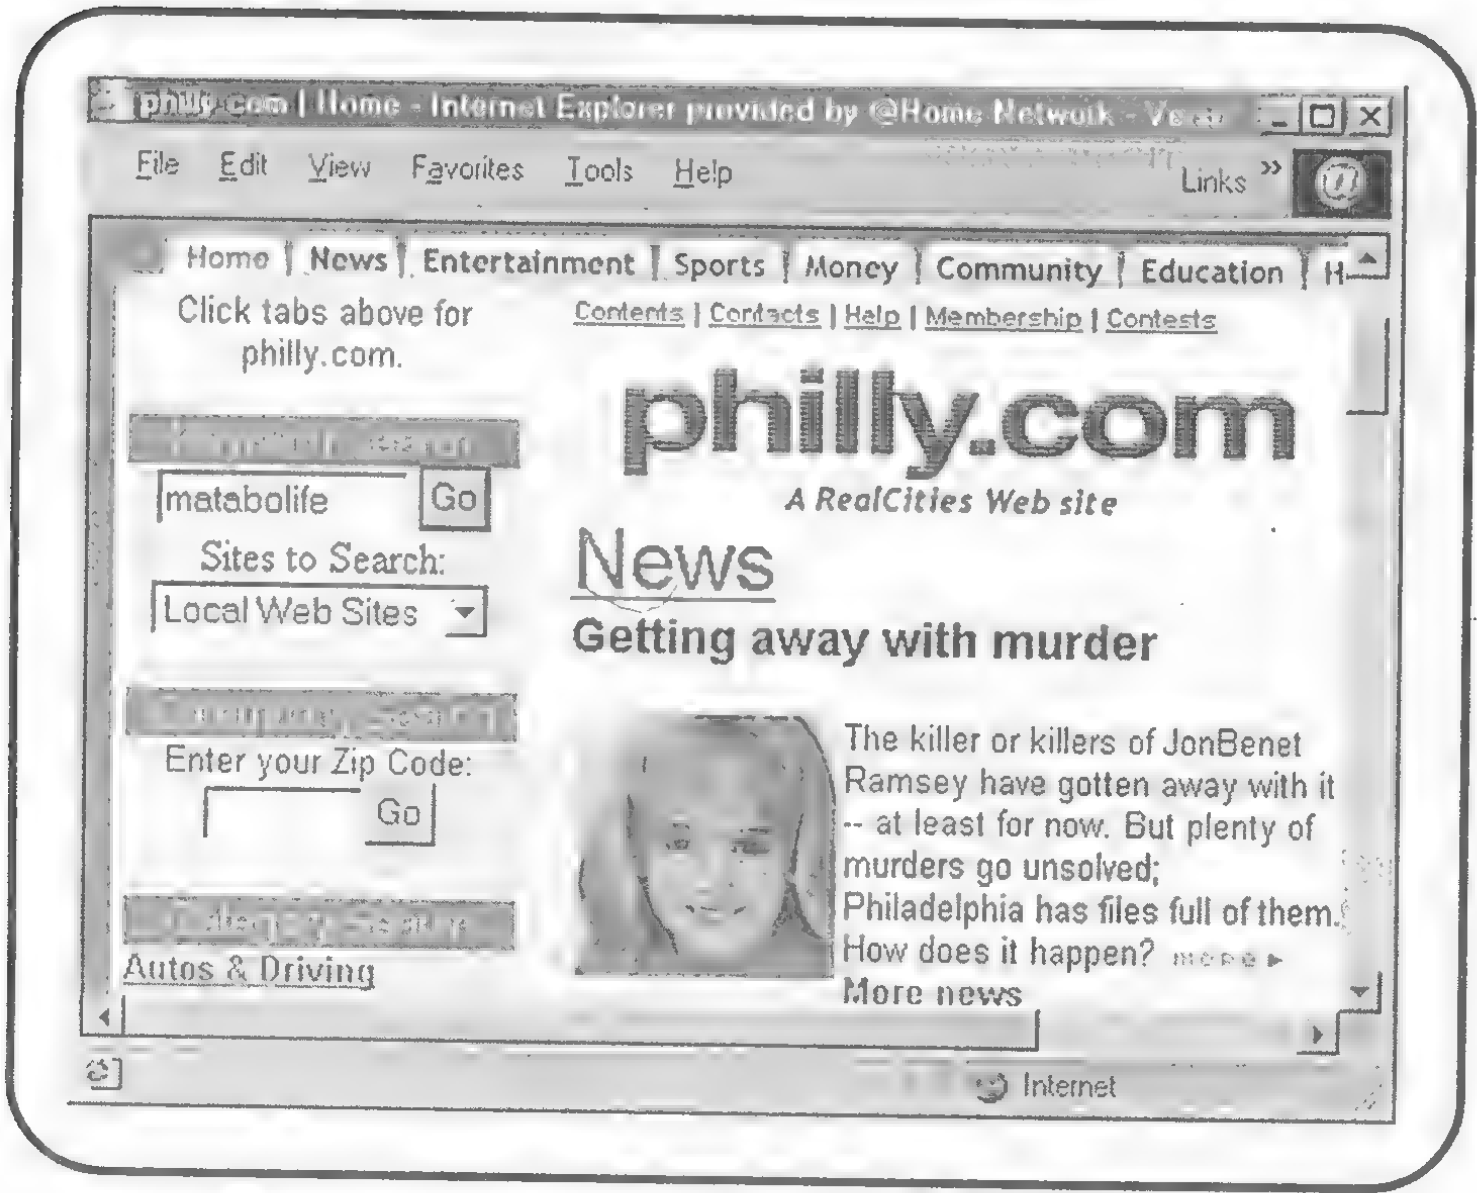 philly.com | Home - Internet Explorer provided by @Home Network -
File Edit View Favorites Tools Help
Links »
Home | News | Entertainment | Sports | Money | Community | Education | H
Click tabs above for
philly.com.
matabolife Go
Sites to Search:
Local Web Sites
Search
Enter your Zip Code:
Go
Category Search
Autos & Driving
Contents | Contacts | Help | Membership | Contests
philly.com
A RealCities Web site
News
Getting away with murder
The killer or killers of JonBenet
Ramsey have gotten away with it
-- at least for now. But plenty of
murders go unsolved;
Philadelphia has files full of them.
How does it happen? more
More news
Internet